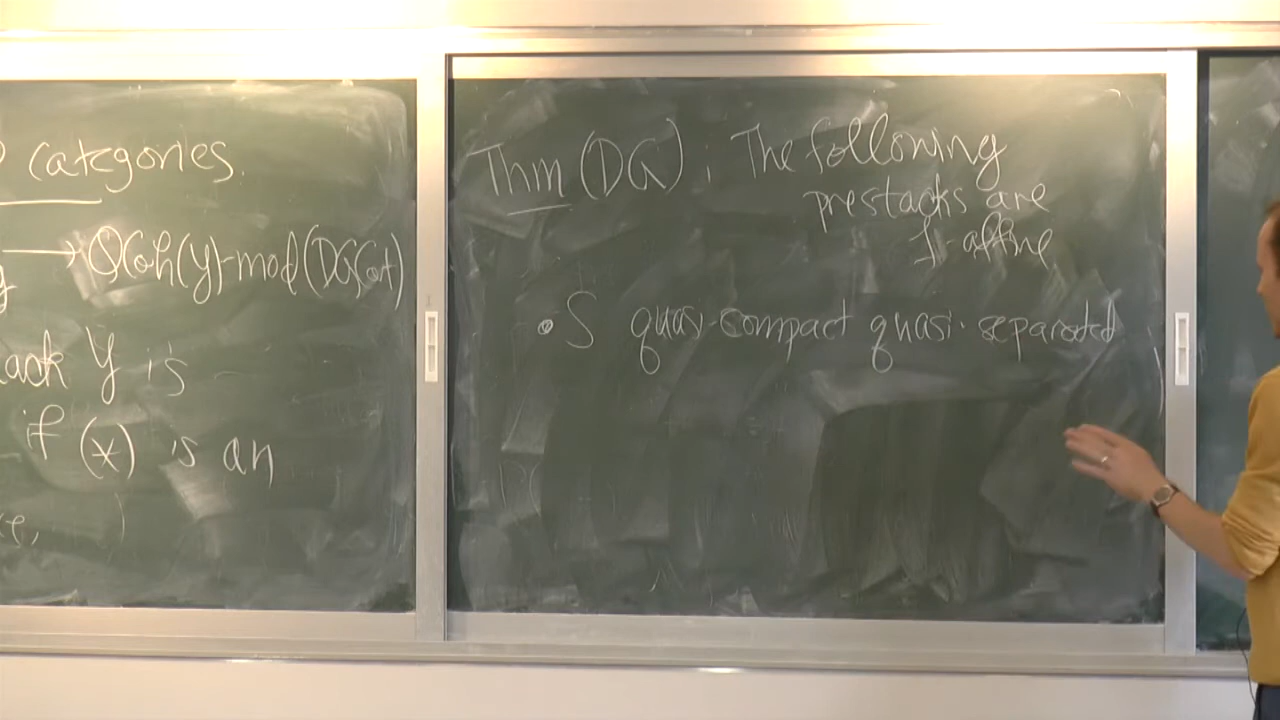 categories.
→ QCoh(Y)-mod(DGCat)
ack Y is
if (*) is an
Thm (DG). The following
prestacks are
1-affine
• S quasi-compact quasi-separated